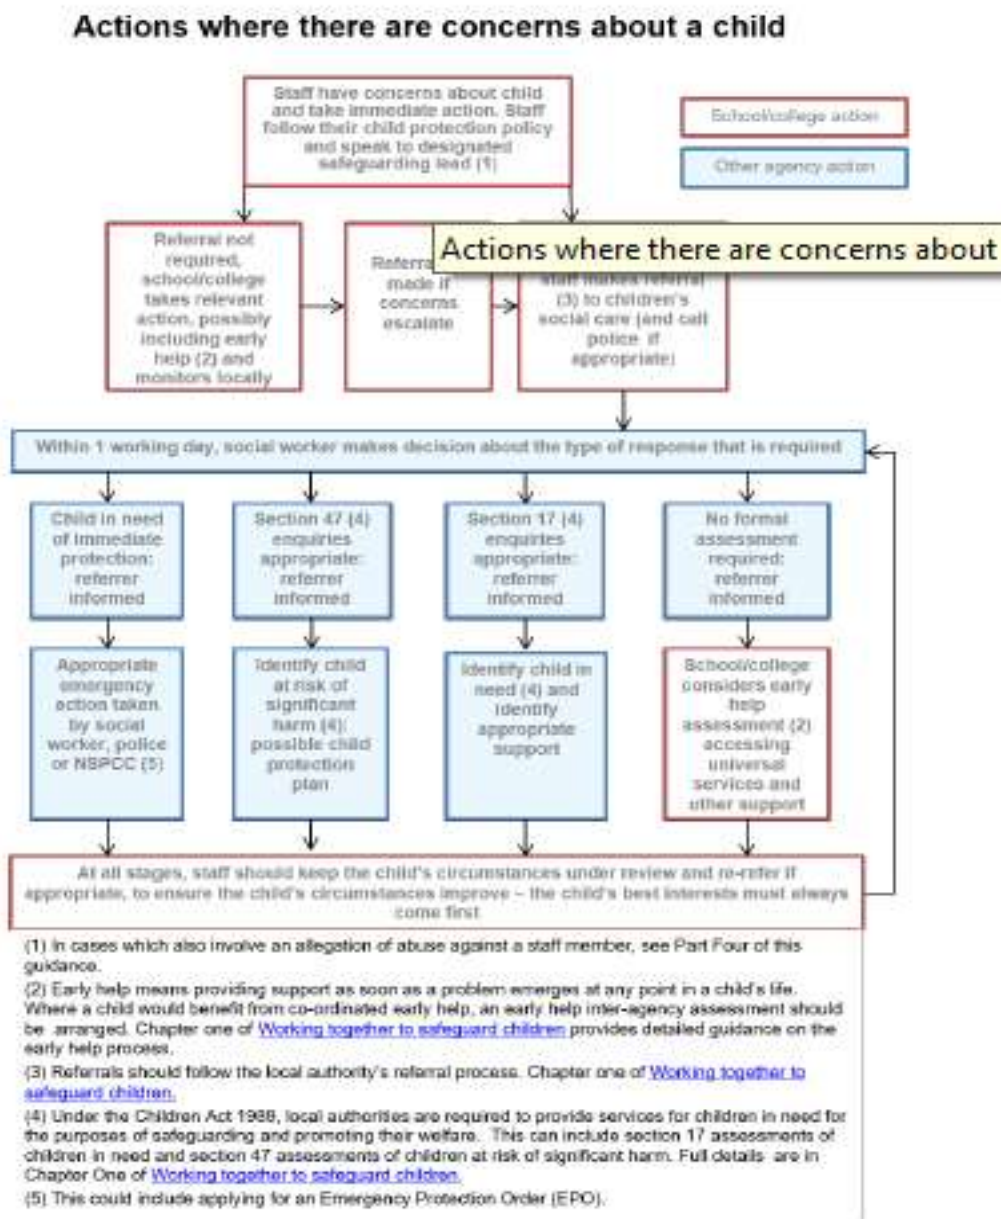 Actions where there are concerns about a child
Staff have concerns about child
and take immediate action. Staff
follow their child protection policy
and speak to designated
safeguarding lead (1)
School/college action
Other agency action
Referral not
required,
school/college
takes relevant
action, possibly
including early
help (2) and
monitors locally
Referral
made if
concerns
escalate
Actions where there are concerns about
staff makes referral
(3) to children's
social care (and call
police if
appropriate)
Within 1 working day, social worker makes decision about the type of response that is required
Child in need
of immediate
protection:
referrer
informed
Section 47 (4)
enquiries
appropriate:
referrer
informed
Section 17 (4)
enquiries
appropriate:
referrer
informed
No formal
assessment
required:
referrer
informed
Appropriate
emergency
action taken
by social
worker, police
or NSPCC (5)
Identify child
at risk of
significant
harm (4):
possible child
protection
plan
Identify child in
need (4) and
identify
appropriate
support
School/college
considers early
help
assessment (2)
accessing
universal
services and
other support
At all stages, staff should keep the child's circumstances under review and re-refer if
appropriate, to ensure the child's circumstances improve – the child's best interests must always
come first
(1) In cases which also involve an allegation of abuse against a staff member, see Part Four of this
guidance.
(2) Early help means providing support as soon as a problem emerges at any point in a child's life.
Where a child would benefit from co-ordinated early help, an early help inter-agency assessment should
be arranged. Chapter one of Working together to safeguard children provides detailed guidance on the
early help process.
(3) Referrals should follow the local authority's referral process. Chapter one of Working together to
safeguard children.
(4) Under the Children Act 1989, local authorities are required to provide services for children in need for
the purposes of safeguarding and promoting their welfare. This can include section 17 assessments of
children in need and section 47 assessments of children at risk of significant harm. Full details are in
Chapter One of Working together to safeguard children.
(5) This could include applying for an Emergency Protection Order (EPO).